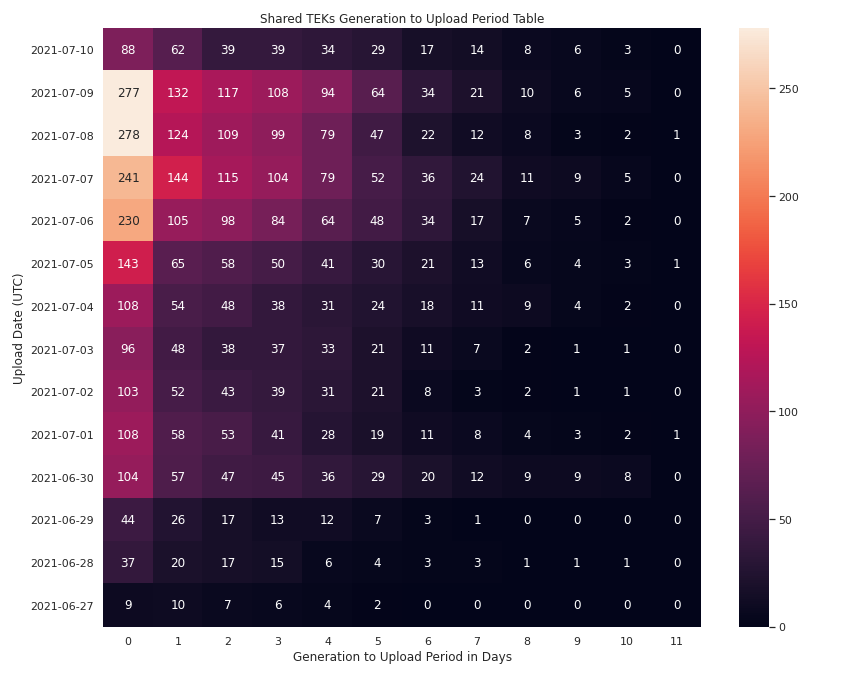 Shared TEKs Generation to Upload Period Table
Upload Date (UTC)
2021-07-10 88 62 39 39 34 29 17 14 8 6 3 0
2021-07-09 277 132 117 108 94 64 34 21 10 6 5 0
2021-07-08 278 124 109 99 79 47 22 12 8 3 2 1
2021-07-07 241 144 115 104 79 52 36 24 11 9 5 0
2021-07-06 230 105 98 84 64 48 34 17 7 5 2 0
2021-07-05 143 65 58 50 41 30 21 13 6 4 3 1
2021-07-04 108 54 48 38 31 24 18 11 9 4 2 0
2021-07-03 96 48 38 37 33 21 11 7 2 1 1 0
2021-07-02 103 52 43 39 31 21 8 3 2 1 1 0
2021-07-01 108 58 53 41 28 19 11 8 4 3 2 1
2021-06-30 104 57 47 45 36 29 20 12 9 9 8 0
2021-06-29 44 26 17 13 12 7 3 1 0 0 0 0
2021-06-28 37 20 17 15 6 4 3 3 1 1 1 0
2021-06-27 9 10 7 6 4 2 0 0 0 0 0 0
0 1 2 3 4 5 6 7 8 9 10 11
Generation to Upload Period in Days
250
200
150
100
50
0